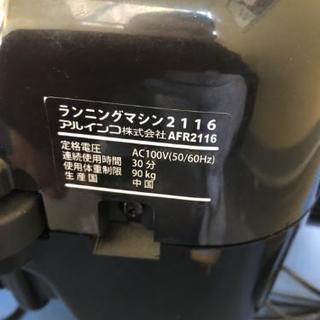 ランニングマシン2116
アルインコ株式会社 AFR2116
定格電圧 AC100V(50/60Hz)
連続使用時間 30分
使用体重制限 90kg
生産国 中国